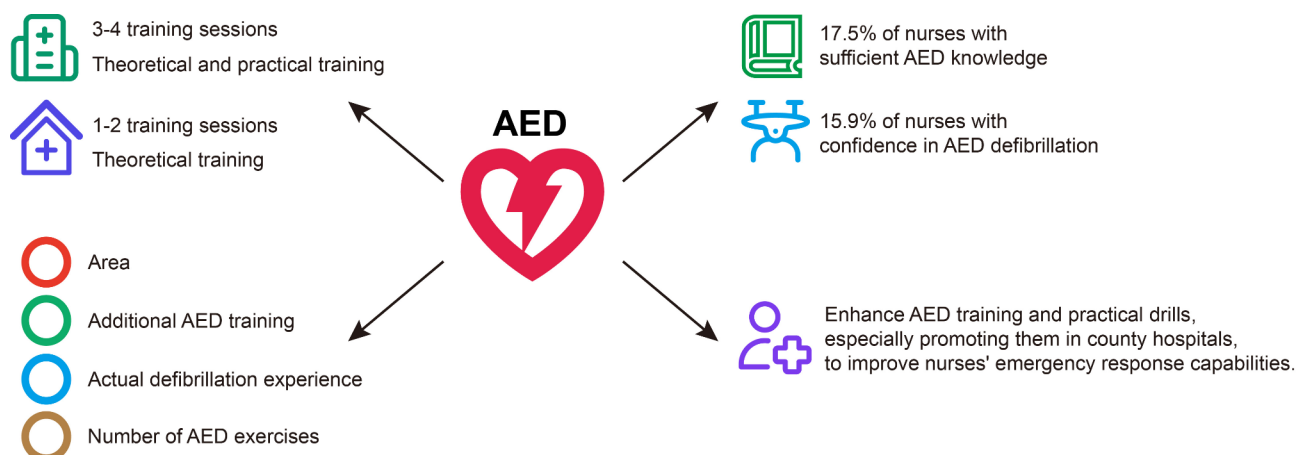 3-4 training sessions
Theoretical and practical training
1-2 training sessions
Theoretical training
Area
Additional AED training
Actual defibrillation experience
Number of AED exercises
AED
17.5% of nurses with
sufficient AED knowledge
15.9% of nurses with
confidence in AED defibrillation
Enhance AED training and practical drills,
especially promoting them in county hospitals,
to improve nurses' emergency response capabilities.